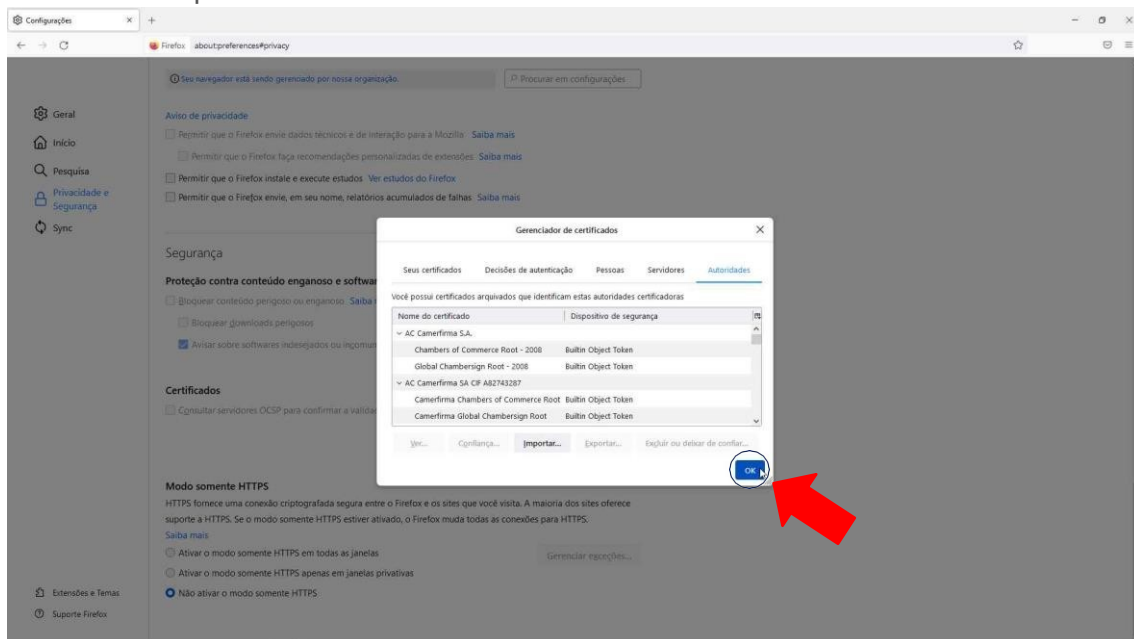 Configurações
Firefox about:preferences#privacy
Seu navegador está sendo gerenciado por nossa organização.
Procurar em configurações
Geral
Início
Pesquisa
Privacidade e
Segurança
Sync
Extensões e Temas
Suporte Firefox
Aviso de privacidade
Permitir que o Firefox envie dados técnicos e de interação para a Mozilla Saiba mais
Permitir que o Firefox faça recomendações personalizadas de extensões Saiba mais
Permitir que o Firefox instale e execute estudos Ver estudos do Firefox
Permitir que o Firefox envie, em seu nome, relatórios acumulados de falhas Saiba mais
Segurança
Proteção contra conteúdo enganoso e softwar
Bloquear conteúdo perigoso ou enganoso Saiba
Bloquear downloads perigosos
Avisar sobre softwares indesejados ou incomun
Certificados
Consultar servidores OCSP para confirmar a valida
Gerenciador de certificados
Seus certificados Decisões de autenticação Pessoas Servidores Autoridades
Você possui certificados arquivados que identificam estas autoridades certificadoras
Nome do certificado Dispositivo de segurança
AC Camerfirma S.A.
Chambers of Commerce Root - 2008 Builtin Object Token
Global Chambersign Root - 2008 Builtin Object Token
AC Camerfirma SA CIF A82743287
Camerfirma Chambers of Commerce Root Builtin Object Token
Camerfirma Global Chambersign Root Builtin Object Token
Ver... Confiança... Importar... Exportar... Excluir ou deixar de confiar...
OK
Modo somente HTTPS
HTTPS fornece uma conexão criptografada segura entre o Firefox e os sites que você visita. A maioria dos sites oferece
suporte a HTTPS. Se o modo somente HTTPS estiver ativado, o Firefox muda todas as conexões para HTTPS.
Saiba mais
Ativar o modo somente HTTPS em todas as janelas
Gerenciar exceções...
Ativar o modo somente HTTPS apenas em janelas privativas
Não ativar o modo somente HTTPS